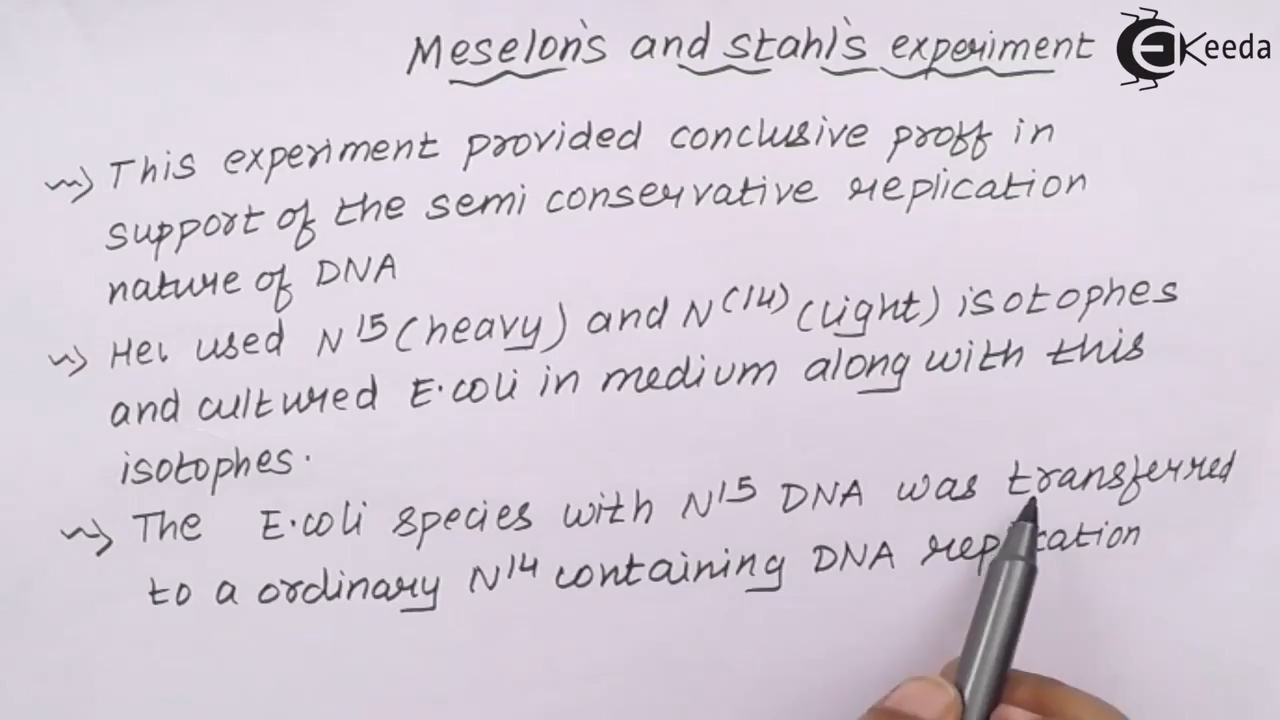 Meselon's and stahl's experiment
EKeeda
This experiment provided conclusive proff in
support of the semi conservative replication
nature of DNA
Hei used N15 (heavy) and N(14) (light) isotophes
and cultured E.coli in medium along with this
isotophes.
The E.coli species with N15 DNA was transferred
to a ordinary N14 containing DNA replication